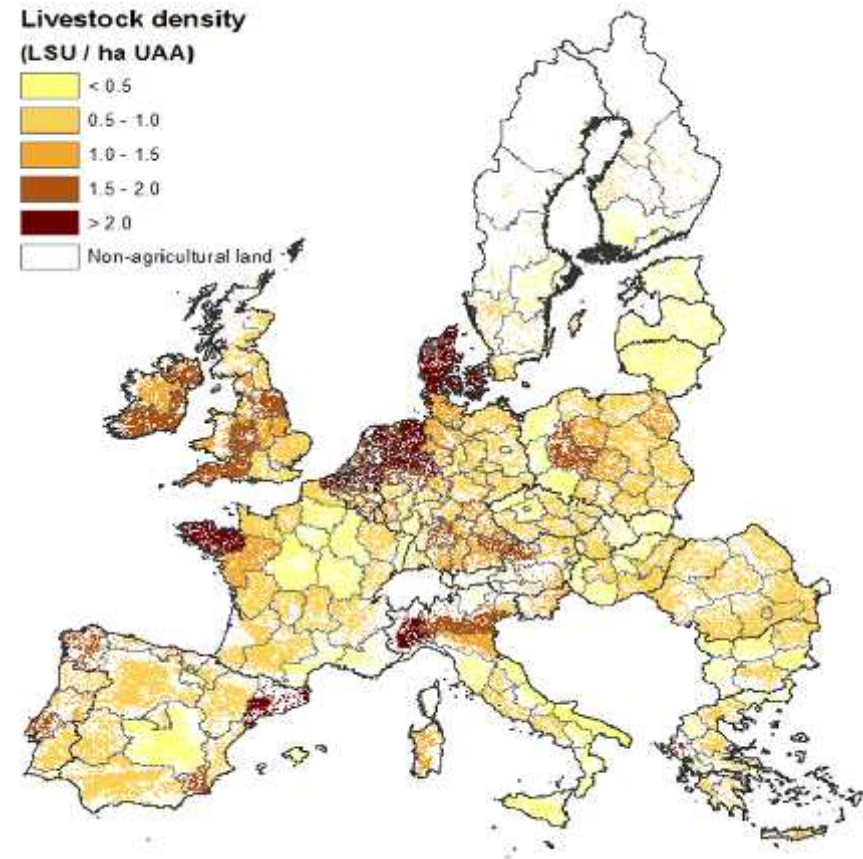 Livestock density
(LSU / ha UAA)
< 0.5
0.5 - 1.0
1.0 - 1.5
1.5 - 2.0
> 2.0
Non-agricultural land